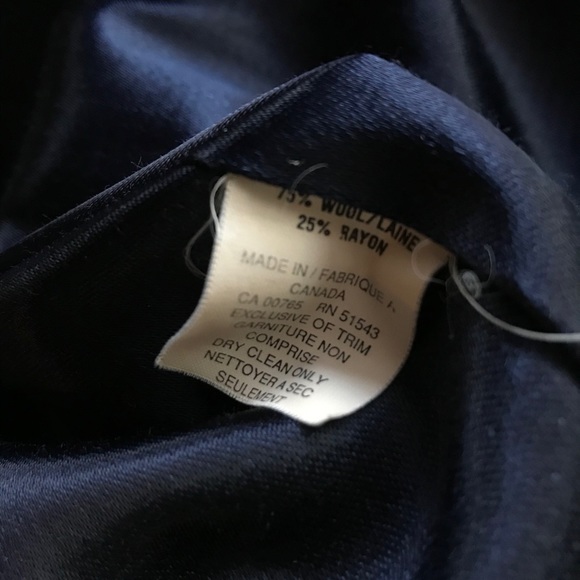 75% WOOL/LAINE
25% RAYON
MADE IN / FABRIQUE
CANADA
CA 00765 RN 51543
EXCLUSIVE OF TRIM
GARNITURE NON
COMPRISE
DRY CLEAN ONLY
NETTOYER A SEC
SEULEMENT